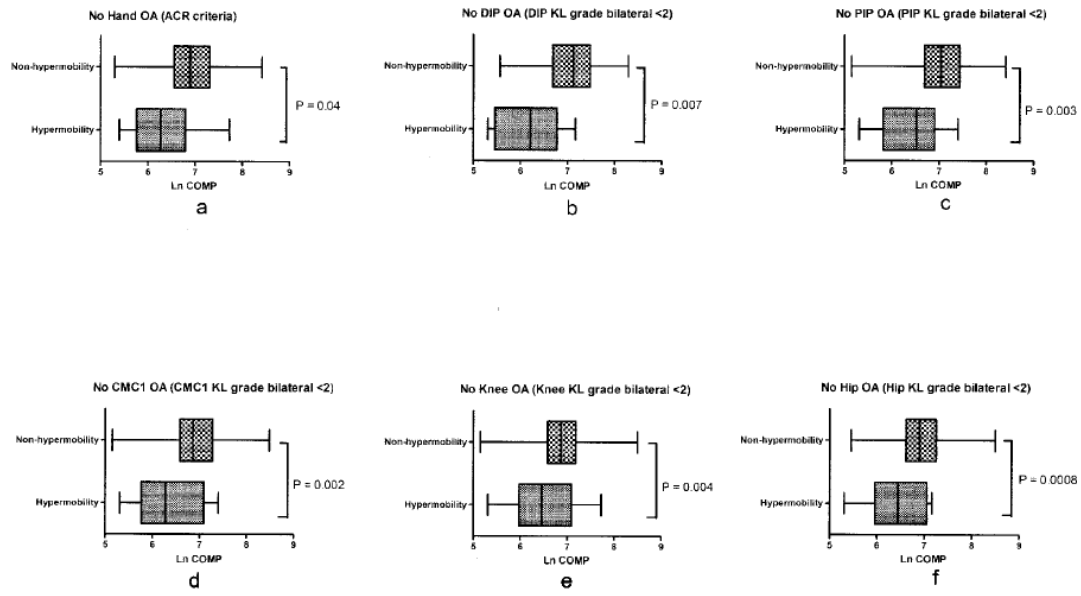 No Hand OA (ACR criteria)
Non-hypermobility
P = 0.04
Hypermobility
5 6 7 8 9
Ln COMP
a
No DIP OA (DIP KL grade bilateral <2)
Non-hypermobility
P = 0.007
Hypermobility
5 6 7 8 9
Ln COMP
b
No PIP OA (PIP KL grade bilateral <2)
Non-hypermobility
P = 0.003
Hypermobility
5 6 7 8 9
Ln COMP
c
No CMC1 OA (CMC1 KL grade bilateral <2)
Non-hypermobility
P = 0.002
Hypermobility
5 6 7 8 9
Ln COMP
d
No Knee OA (Knee KL grade bilateral <2)
Non-hypermobility
P = 0.004
Hypermobility
5 6 7 8 9
Ln COMP
e
No Hip OA (Hip KL grade bilateral <2)
Non-hypermobility
P = 0.0008
Hypermobility
5 6 7 8 9
Ln COMP
f